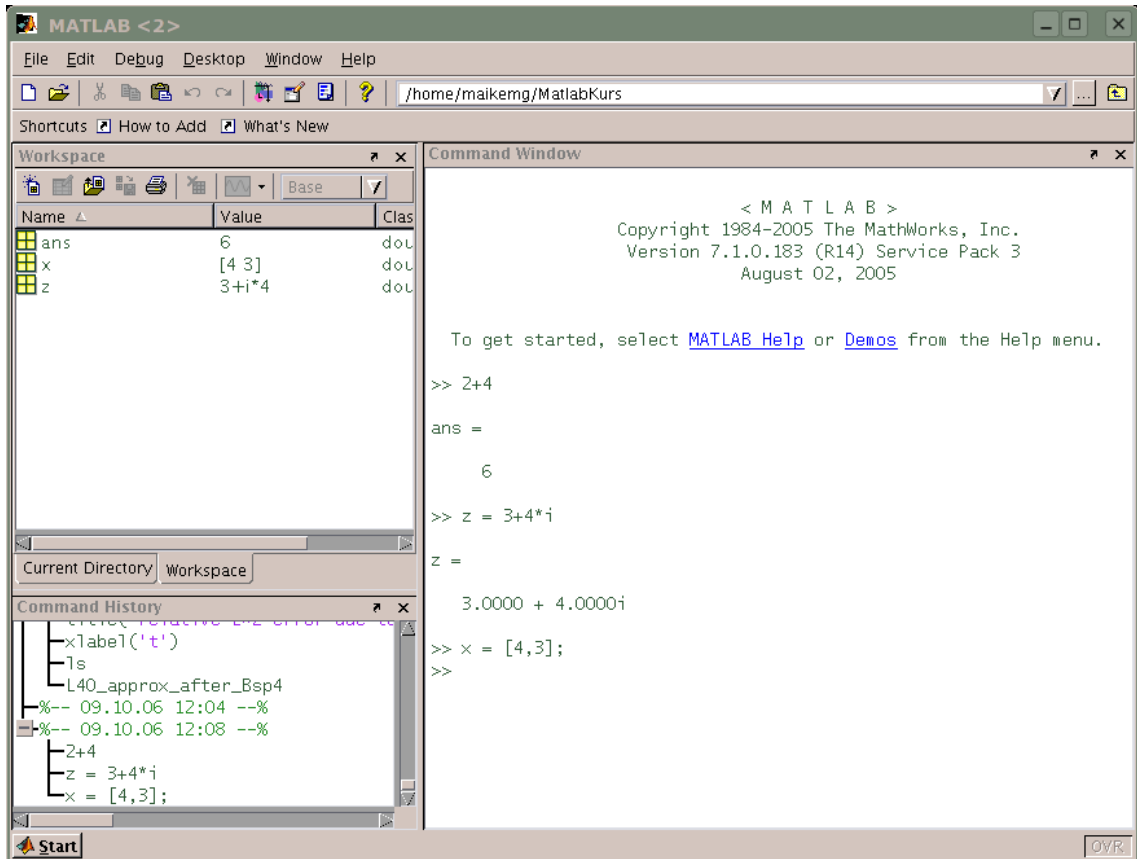 MATLAB <2>
File Edit Debug Desktop Window Help
/home/maikemg/MatlabKurs
...
Shortcuts How to Add What's New
Workspace
Base
Name Value Clas
ans 6 dou
x [4 3] dou
z 3+i*4 dou
Current Directory Workspace
Command History
xlabel('t')
ls
L40_approx_after_Bsp4
%-- 09.10.06 12:04 --%
%-- 09.10.06 12:08 --%
2+4
z = 3+4*i
x = [4,3];
Command Window
< M A T L A B >
Copyright 1984-2005 The MathWorks, Inc.
Version 7.1.0.183 (R14) Service Pack 3
August 02, 2005
To get started, select MATLAB Help or Demos from the Help menu.
>> 2+4
ans =
6
>> z = 3+4*i
z =
3.0000 + 4.0000i
>> x = [4,3];
>>
Start
OVR